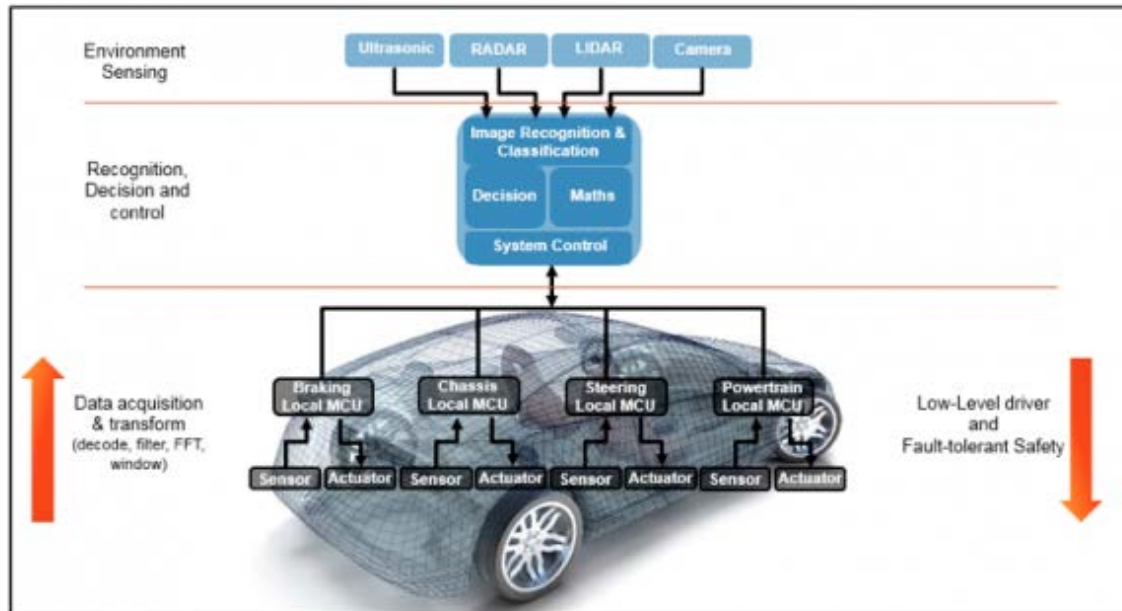 Environment
Sensing
Ultrasonic
RADAR
LIDAR
Camera
Recognition,
Decision and
control
Image Recognition &
Classification
Decision
Maths
System Control
Data acquisition
& transform
(decode, filter, FFT,
window)
Braking
Local MCU
Chassis
Local MCU
Steering
Local MCU
Powertrain
Local MCU
Sensor
Actuator
Sensor
Actuator
Sensor
Actuator
Sensor
Actuator
Low-Level driver
and
Fault-tolerant Safety